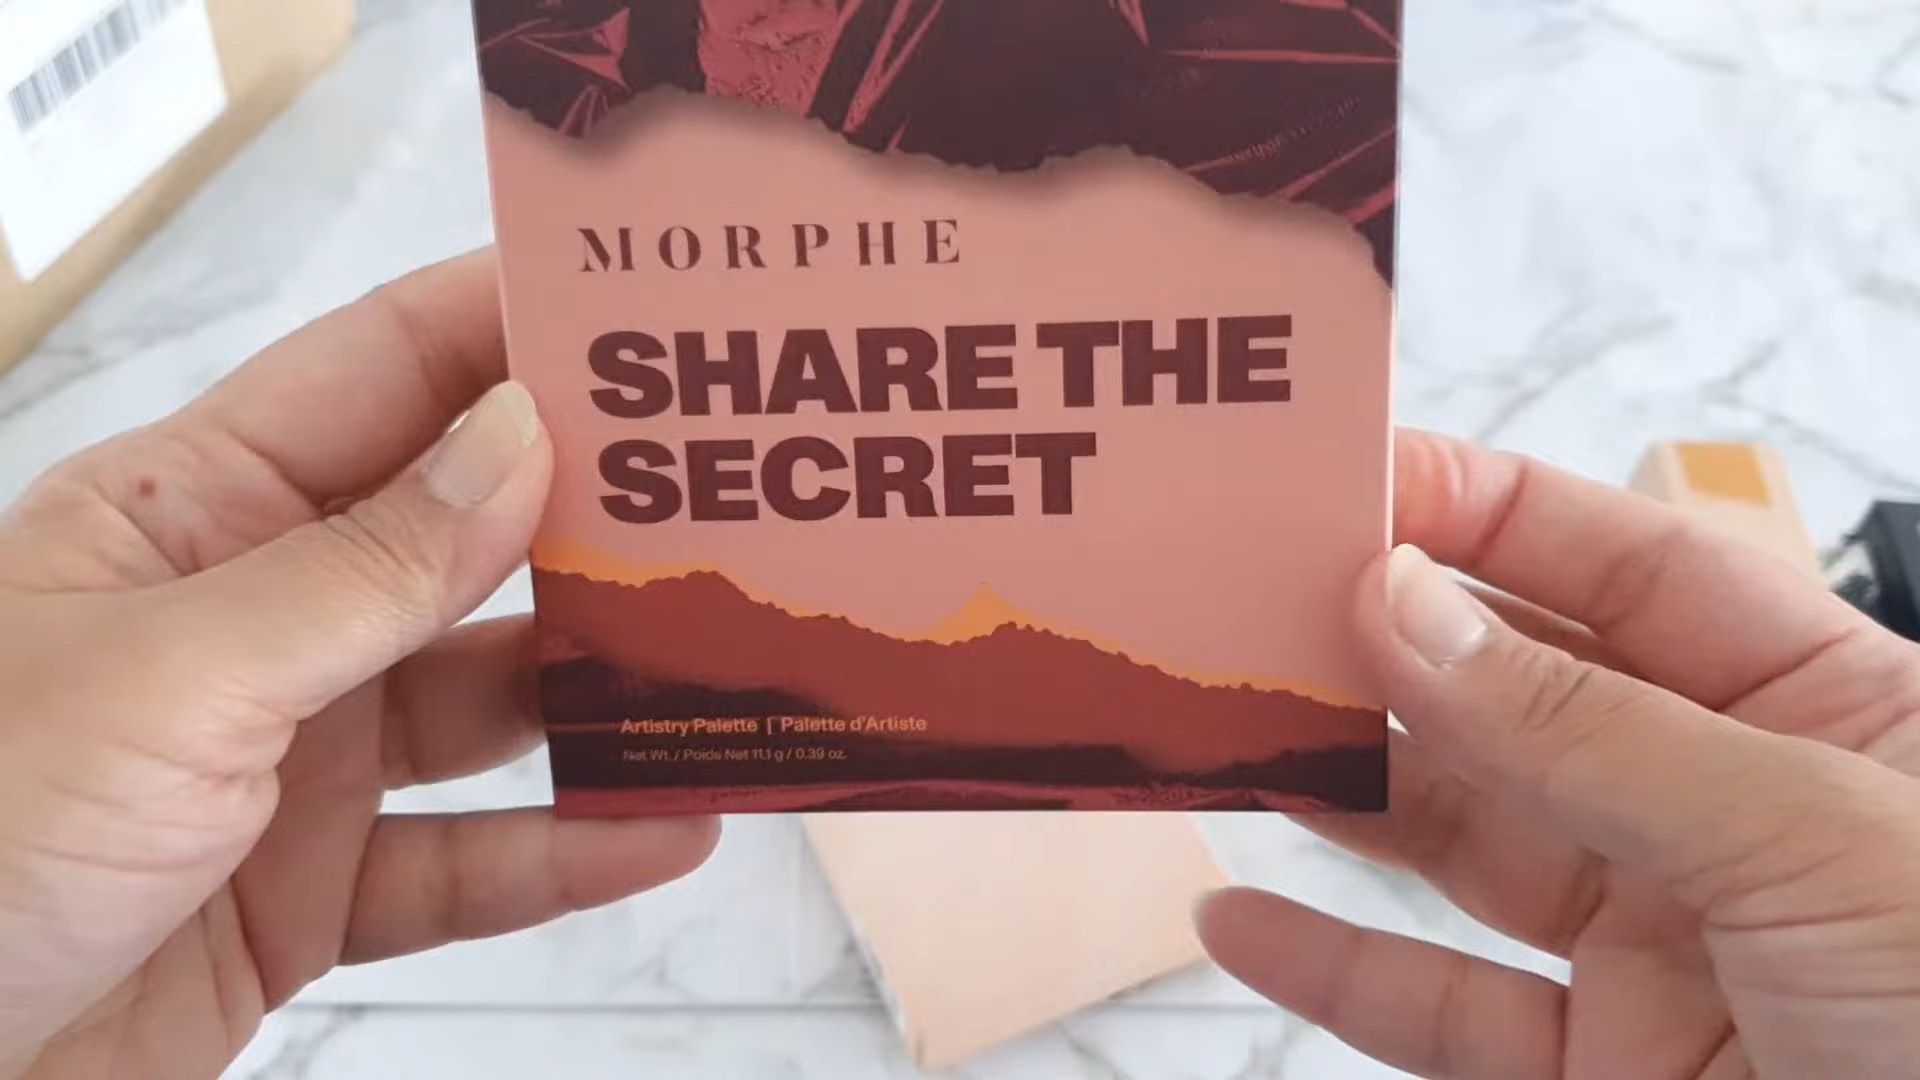 MORPHE
SHARE THE
SECRET
Artistry Palette | Palette d'Artiste
Net Wt. / Poids Net 11.1 g / 0.39 oz.